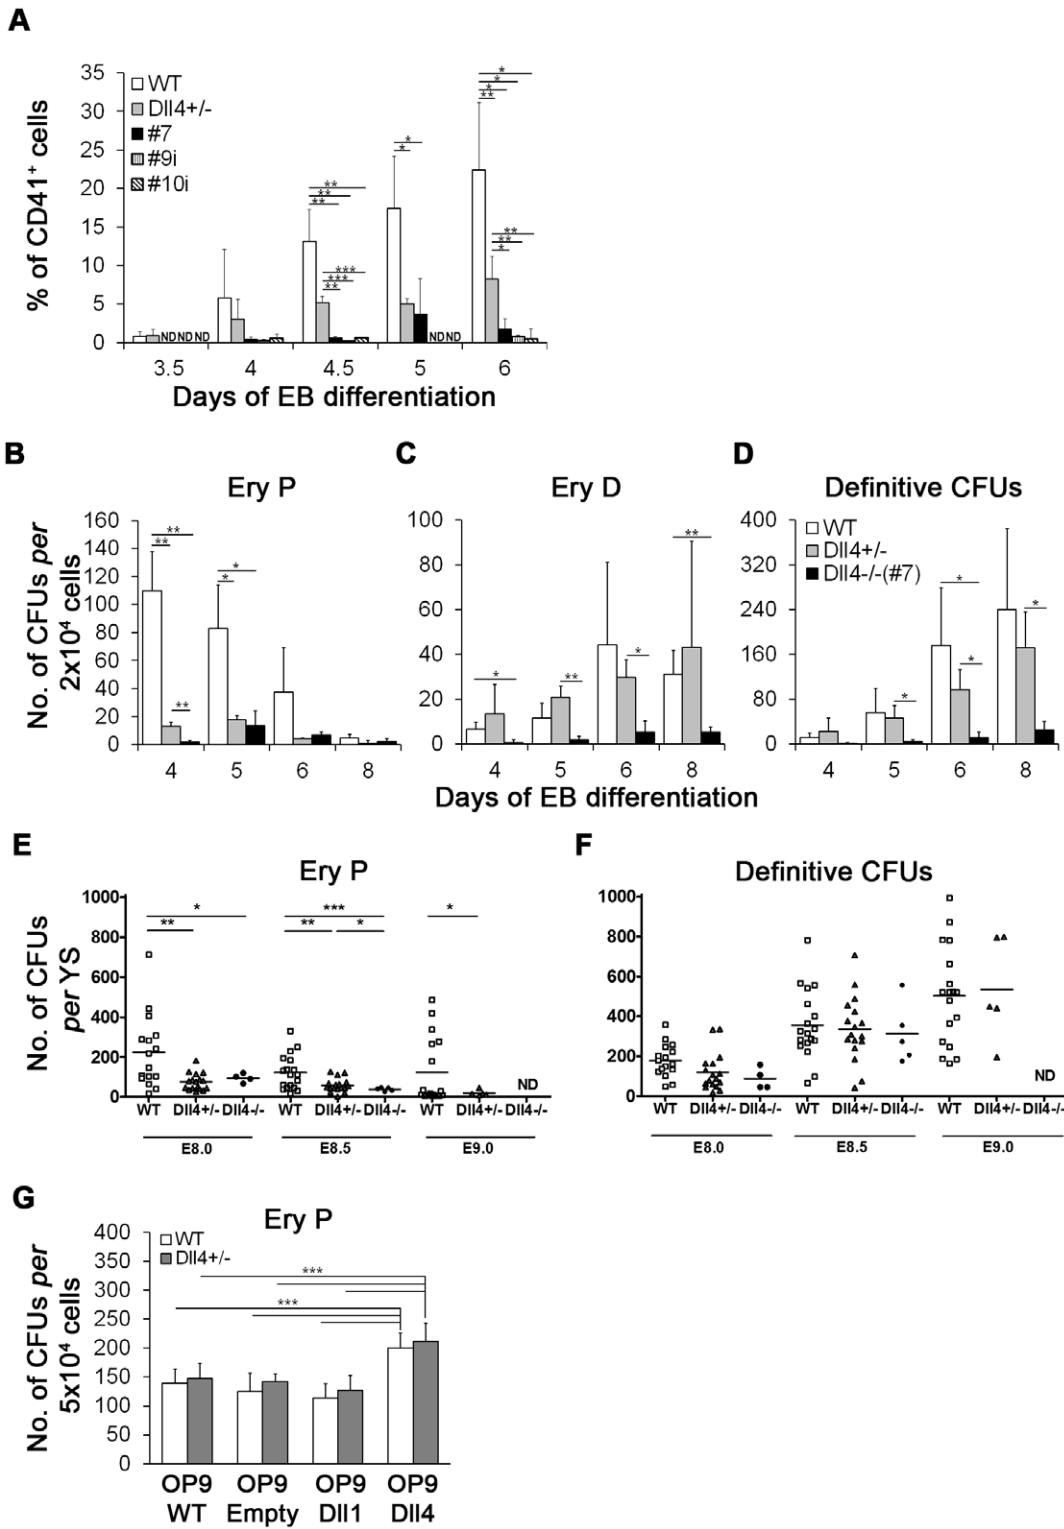 A
% of CD41+ cells
35
30
25
20
15
10
5
0
WT
Dll4+/-
#7
#9i
#10i
** ** **
** *** ***
* *
* * * **
** ** *
ND ND ND
ND ND
3.5 4 4.5 5 6
Days of EB differentiation
B
Ery P
No. of CFUs per
2x10⁴ cells
160
140
120
100
80
60
40
20
0
**
**
**
*
*
4 5 6 8
C
Ery D
100
80
60
40
20
0
*
**
*
**
4 5 6 8
Days of EB differentiation
D
Definitive CFUs
400
320
240
160
80
0
WT
Dll4+/-
Dll4-/-(#7)
*
*
*
*
4 5 6 8
E
Ery P
No. of CFUs
per YS
1000
800
600
400
200
0
* *** *
** ** *
ND
WT Dll4+/- Dll4-/- WT Dll4+/- Dll4-/- WT Dll4+/- Dll4-/-
E8.0 E8.5 E9.0
F
Definitive CFUs
1000
800
600
400
200
0
ND
WT Dll4+/- Dll4-/- WT Dll4+/- Dll4-/- WT Dll4+/- Dll4-/-
E8.0 E8.5 E9.0
G
Ery P
No. of CFUs per
5x10⁴ cells
400
350
300
250
200
150
100
50
0
WT
Dll4+/-
***
***
OP9 OP9 OP9 OP9
WT Empty Dll1 Dll4